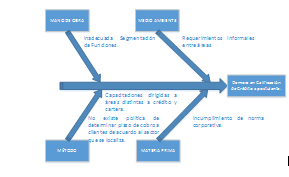 MANO DE OBRA
MEDIO AMBIENTE
Inadecuada Segmentación
de Funciones.
Requerimientos informales
entre áreas
Demora en Calificación
de Crédito a paciente.
Capacitaciones dirigidas a
áreas distintas a crédito y
cartera.
No existe política de
determinar plazo de cobro a
clientes de acuerdo al sector
que se localiza.
Incumplimiento de norma
corporativa.
MÉTODO
MATERIA PRIMA